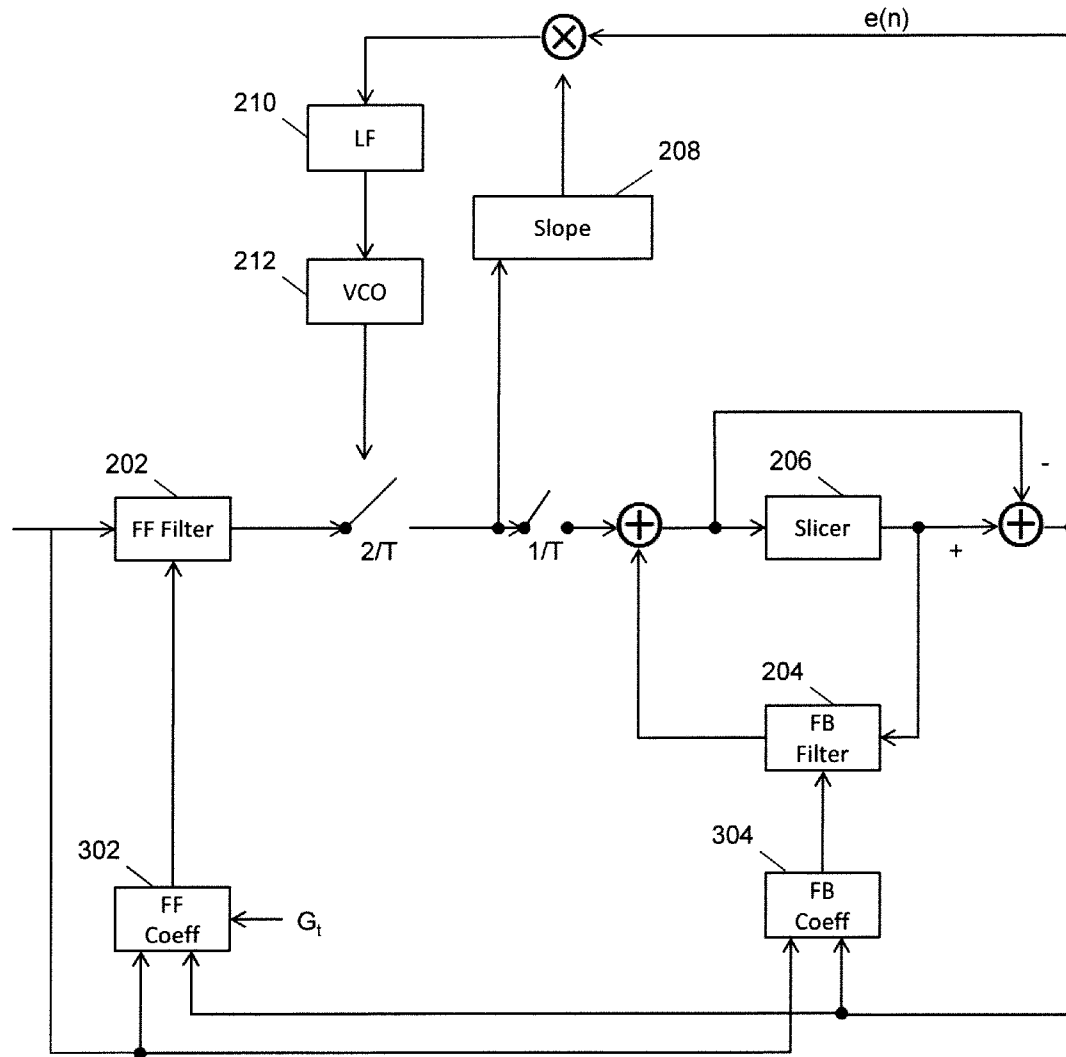 e(n)
210
LF
208
Slope
212
VCO
202
FF Filter
2/T
1/T
206
Slicer
-
+
204
FB
Filter
302
FF
Coeff
G_t
304
FB
Coeff